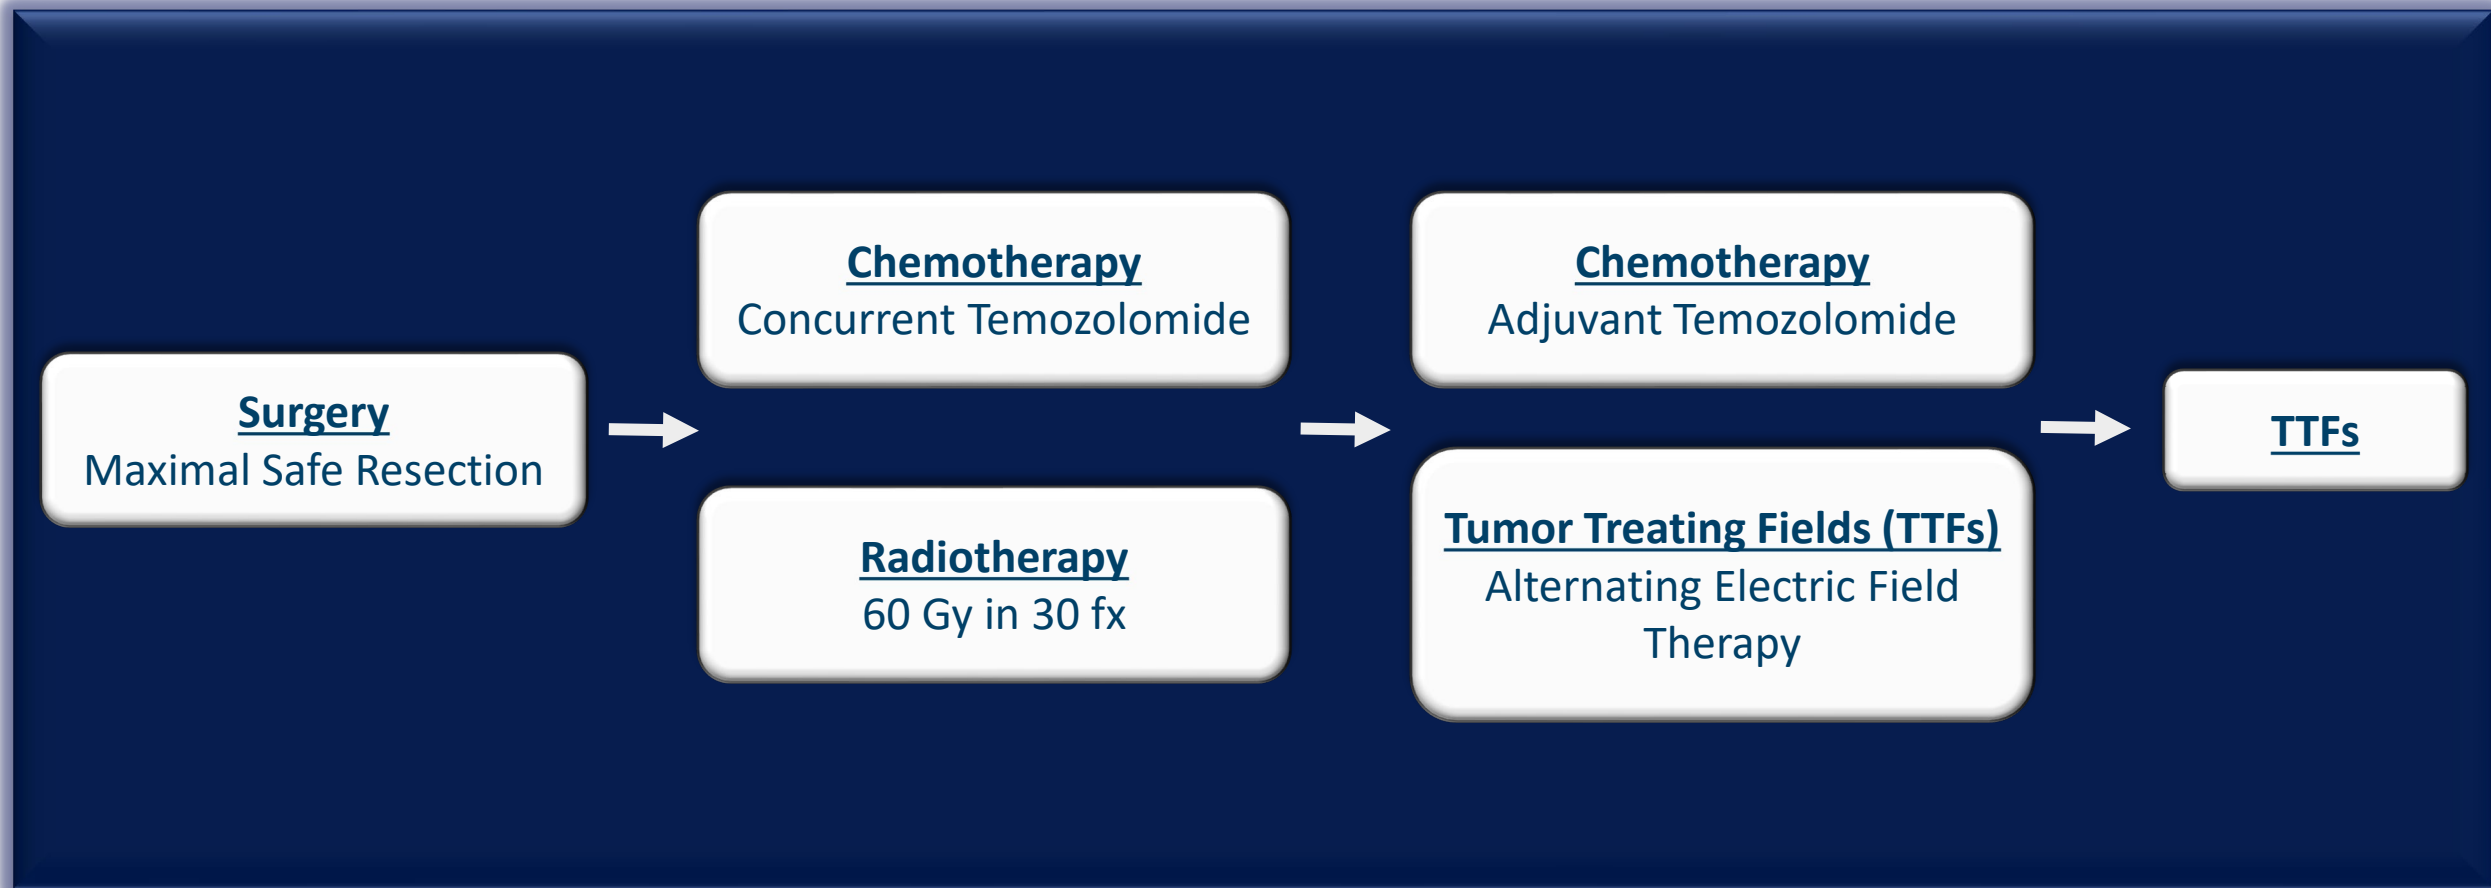 Surgery
Maximal Safe Resection
Chemotherapy
Concurrent Temozolomide
Radiotherapy
60 Gy in 30 fx
Chemotherapy
Adjuvant Temozolomide
Tumor Treating Fields (TTFs)
Alternating Electric Field
Therapy
TTFs